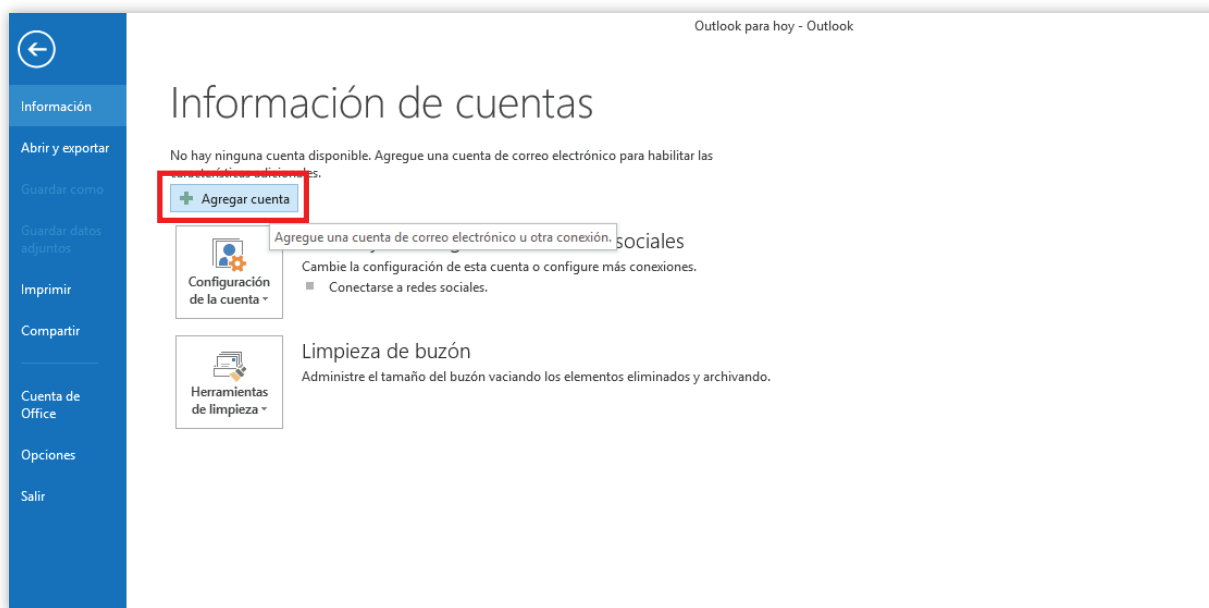 Outlook para hoy - Outlook
Información
Abrir y exportar
Guardar como
Guardar datos
adjuntos
Imprimir
Compartir
Cuenta de
Office
Opciones
Salir
Información de cuentas
No hay ninguna cuenta disponible. Agregue una cuenta de correo electrónico para habilitar las
características adicionales.
Agregar cuenta
Agregue una cuenta de correo electrónico u otra conexión.
sociales
Configuración
de la cuenta
Cambie la configuración de esta cuenta o configure más conexiones.
Conectarse a redes sociales.
Herramientas
de limpieza
Limpieza de buzón
Administre el tamaño del buzón vaciando los elementos eliminados y archivando.